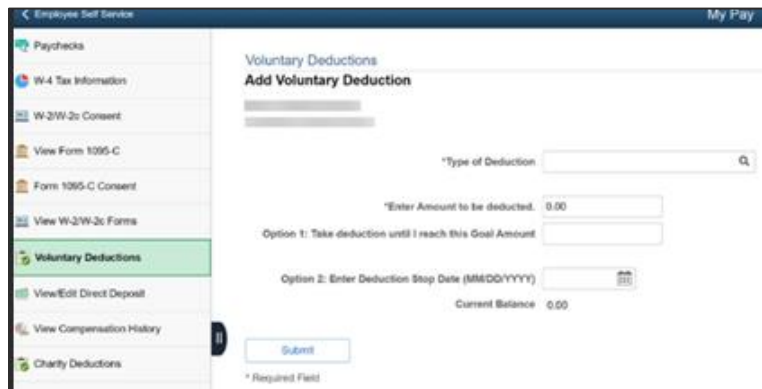 Employee Self Service
My Pay
Paychecks
W-4 Tax Information
W-2/W-2c Consent
View Form 1095-C
Form 1095-C Consent
View W-2/W-2c Forms
Voluntary Deductions
View/Edit Direct Deposit
View Compensation History
Charity Deductions
Voluntary Deductions
Add Voluntary Deduction
*Type of Deduction
*Enter Amount to be deducted. 0.00
Option 1: Take deduction until I reach this Goal Amount
Option 2: Enter Deduction Stop Date (MM/DD/YYYY)
Current Balance 0.00
Submit
* Required Field